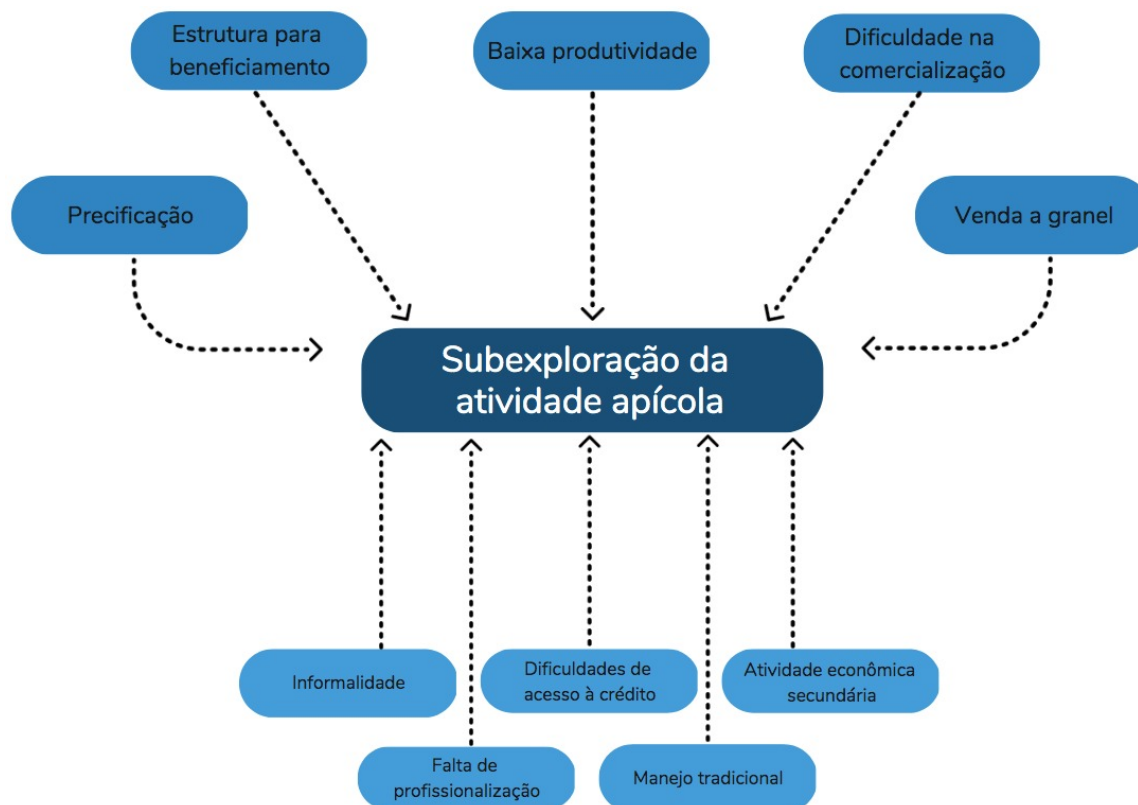 Estrutura para
beneficiamento
Baixa produtividade
Dificuldade na
comercialização
Precificação
Venda a granel
Subexploração da
atividade apícola
Informalidade
Dificuldades de
acesso à crédito
Atividade econômica
secundária
Falta de
profissionalização
Manejo tradicional